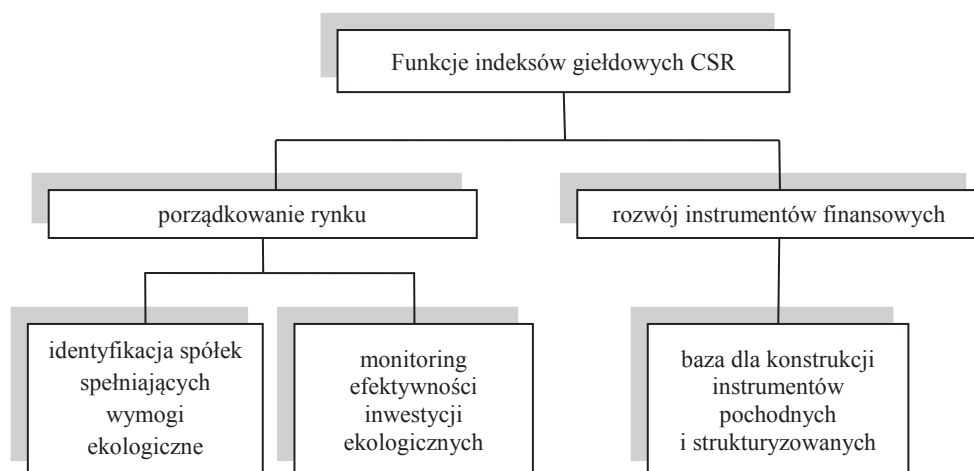 Funkcje indeksów giełdowych CSR
porządkowanie rynku
rozwój instrumentów finansowych
identyfikacja spółek
spełniających
wymogi
ekologiczne
monitoring
efektywności
inwestycji
ekologicznych
baza dla konstrukcji
instrumentów
pochodnych
i strukturyzowanych